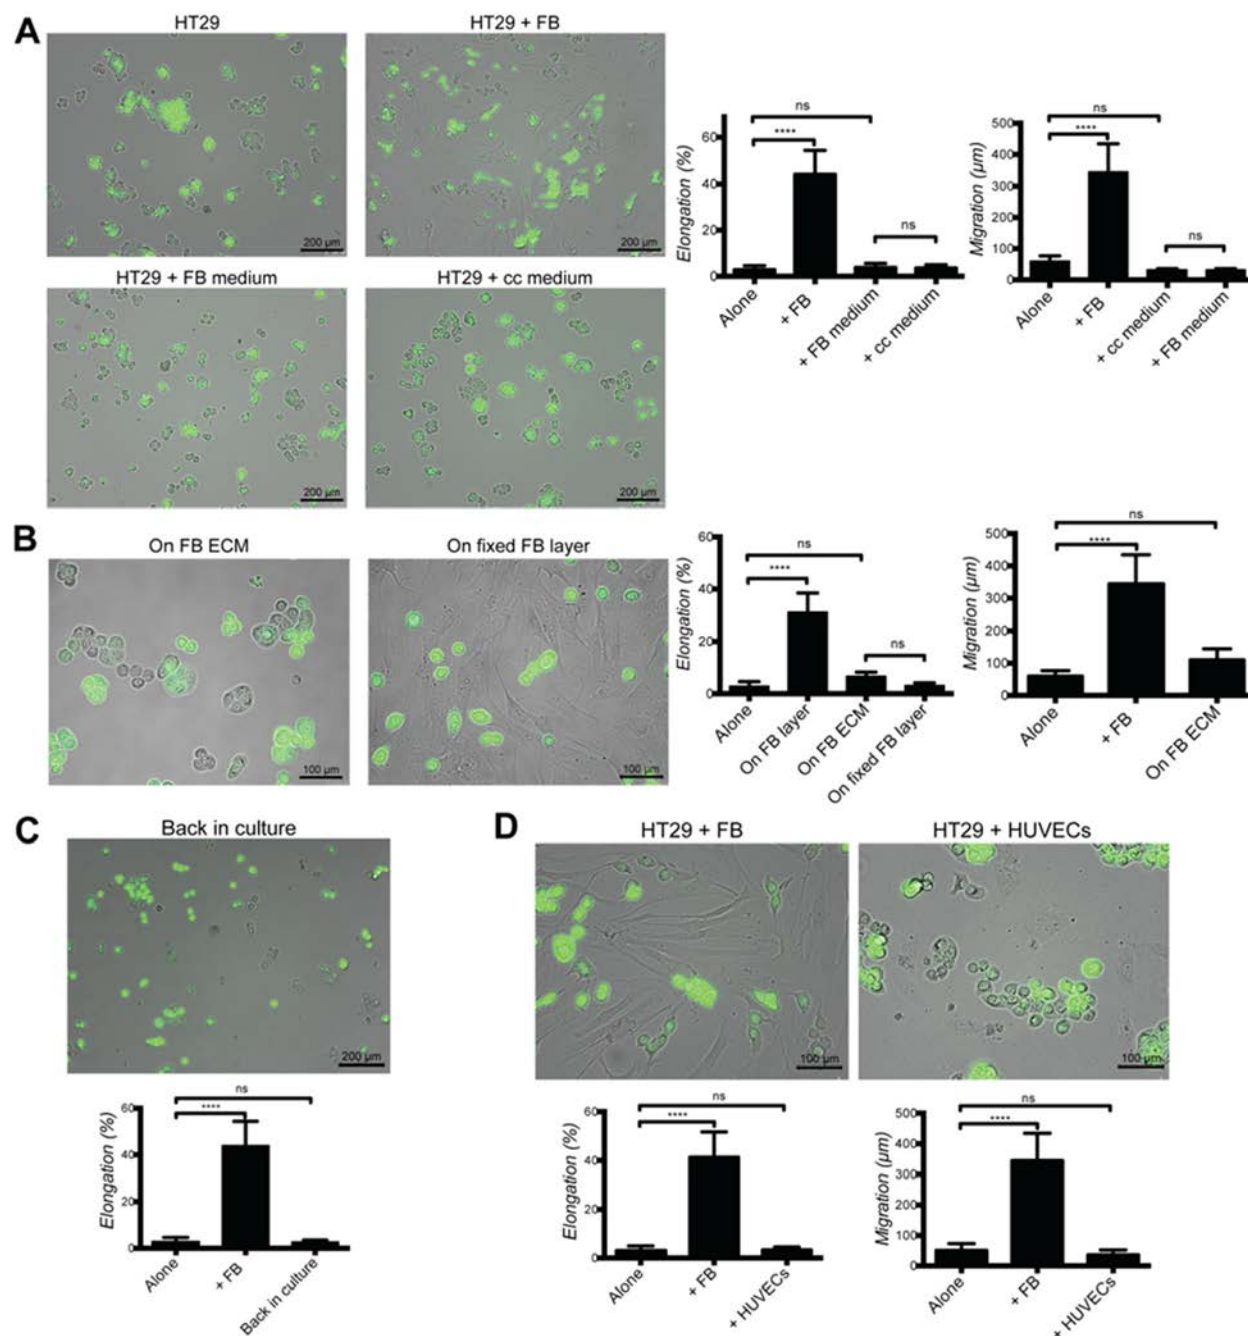 A
HT29
HT29 + FB
200 µm
200 µm
HT29 + FB medium
HT29 + cc medium
200 µm
200 µm
Elongation (%)
60
40
20
0
ns
****
ns
Alone
+ FB
+ FB medium
+ cc medium
Migration (µm)
500
400
300
200
100
0
ns
****
ns
Alone
+ FB
+ cc medium
+ FB medium
B
On FB ECM
On fixed FB layer
100 µm
100 µm
Elongation (%)
60
40
20
0
ns
****
ns
Alone
On FB layer
On FB ECM
On fixed FB layer
Migration (µm)
500
400
300
200
100
0
ns
****
Alone
+ FB
On FB ECM
C
Back in culture
200 µm
Elongation (%)
60
40
20
0
ns
****
Alone
+ FB
Back in culture
D
HT29 + FB
HT29 + HUVECs
100 µm
100 µm
Elongation (%)
60
40
20
0
ns
****
Alone
+ FB
+ HUVECs
Migration (µm)
500
400
300
200
100
0
ns
****
Alone
+ FB
+ HUVECs